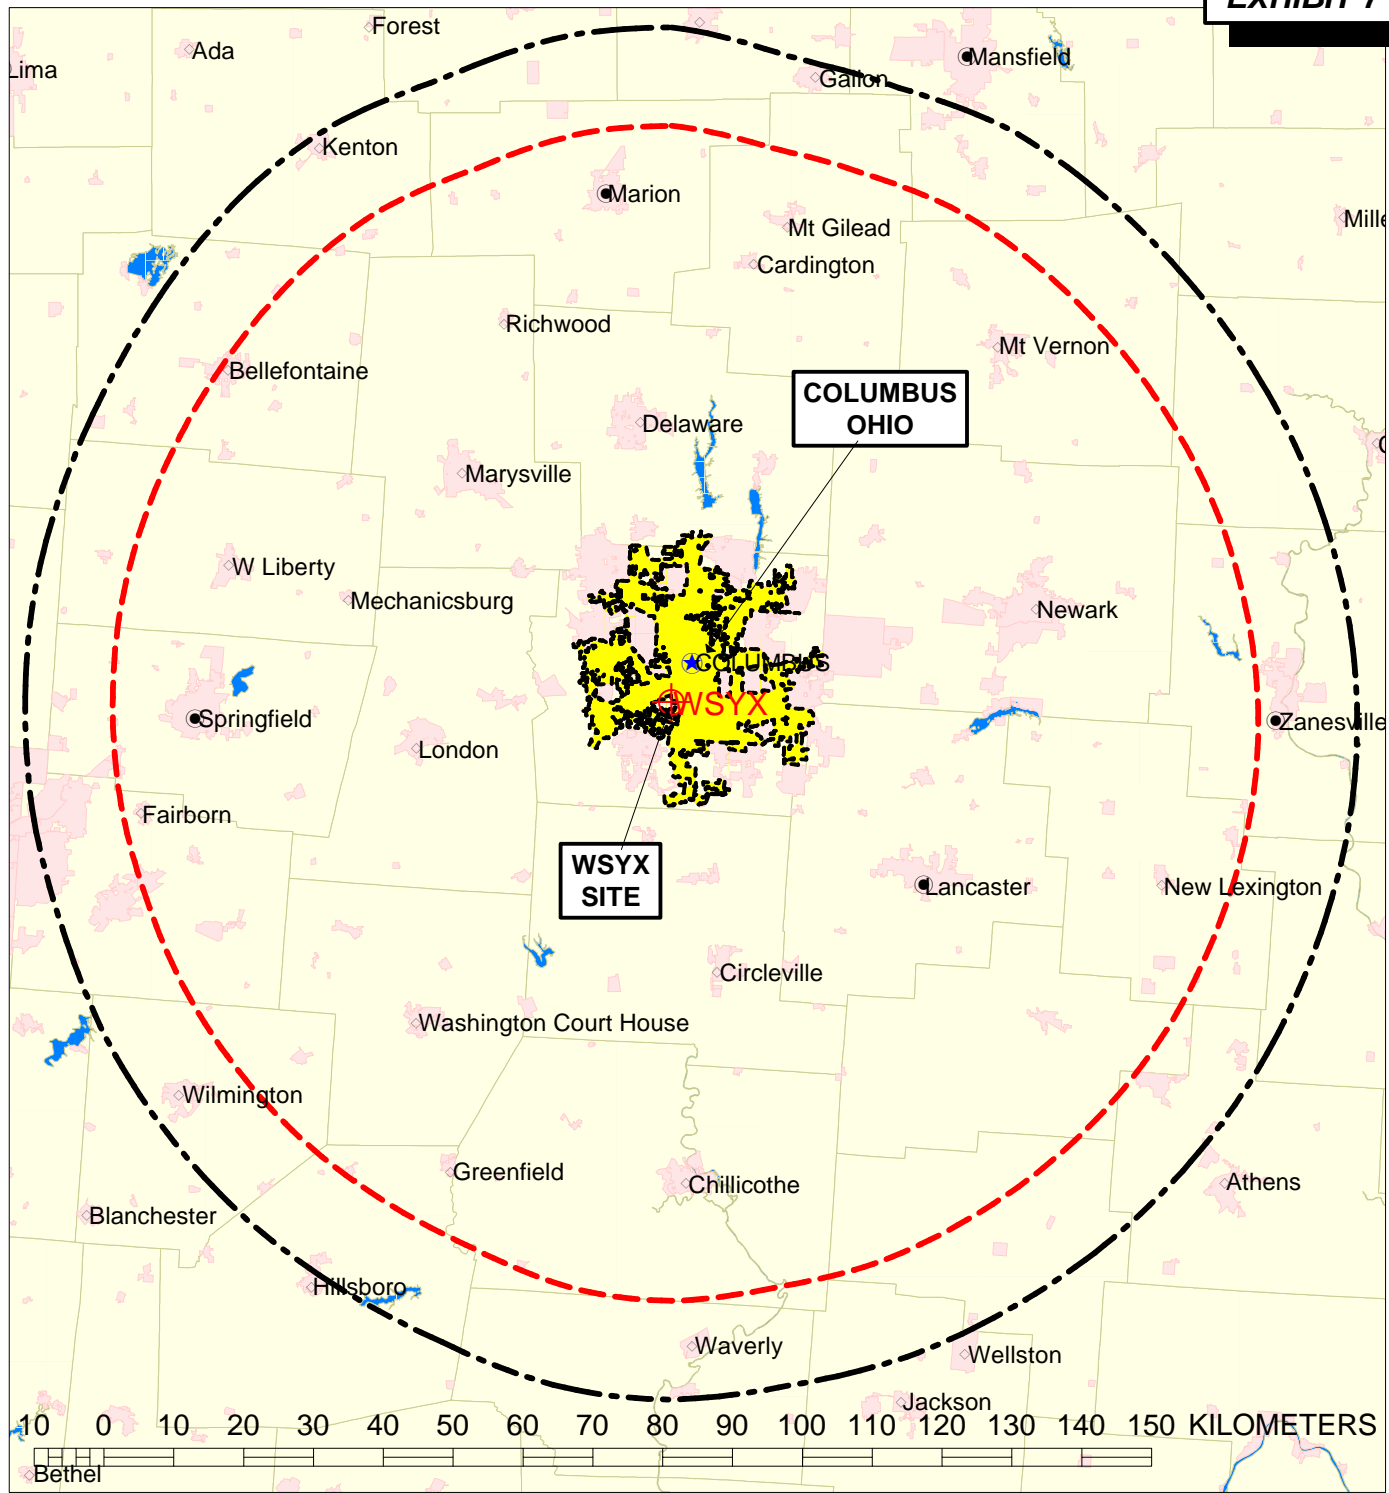 Forest
Ada
Lima
Galion
Mansfield
Kenton
Marion
Mt Gilead
Cardington
Richwood
Mt Vernon
Bellefontaine
COLUMBUS
OHIO
Delaware
Marysville
W Liberty
Mechanicsburg
Newark
COLUMBUS
WSYX
Springfield
Zanesville
London
Fairborn
WSYX
SITE
Lancaster
New Lexington
Circleville
Washington Court House
Wilmington
Greenfield
Chillicothe
Athens
Blanchester
Hillsboro
Waverly
Wellston
Jackson
10 0 10 20 30 40 50 60 70 80 90 100 110 120 130 140 150 KILOMETERS
Bethel